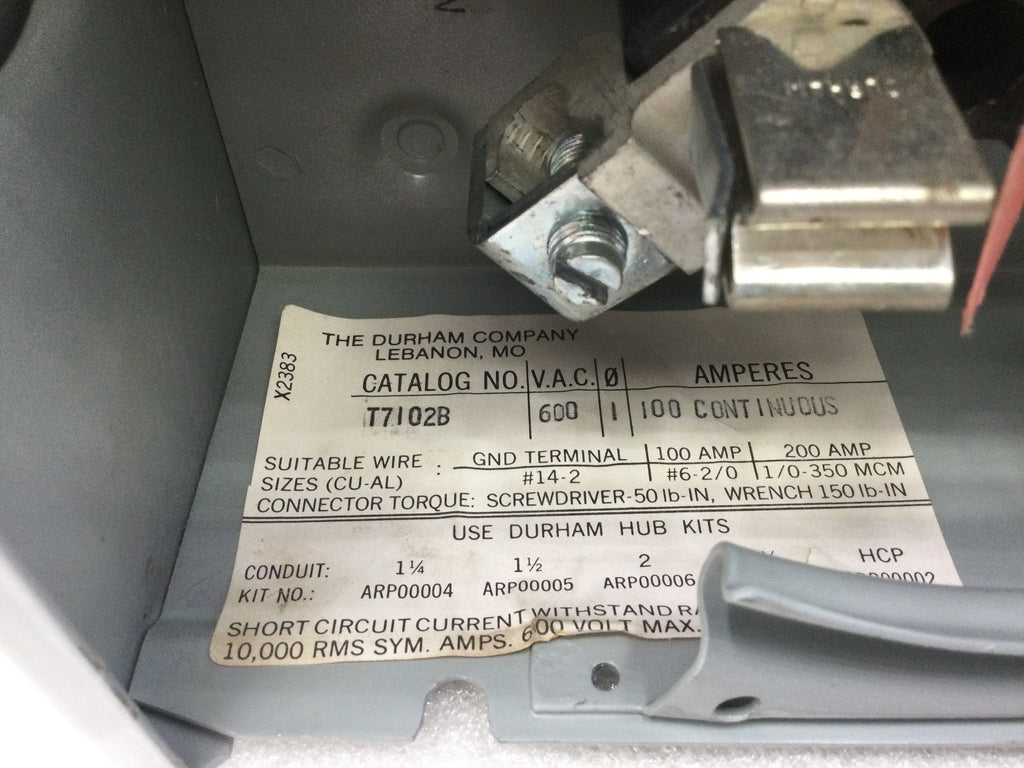 THE DURHAM COMPANY
LEBANON, MO
X2383
CATALOG NO. V.A.C. Ø AMPERES
T7102B 600 1 100 CONTINUOUS
SUITABLE WIRE SIZES (CU-AL) : GND TERMINAL 100 AMP 200 AMP
#14-2 #6-2/0 1/0-350 MCM
CONNECTOR TORQUE: SCREWDRIVER-50 lb-IN, WRENCH 150 lb-IN
USE DURHAM HUB KITS
CONDUIT: 1¼ 1½ 2 HCP
KIT NO.: ARP00004 ARP00005 ARP00006
SHORT CIRCUIT CURRENT WITHSTAND
10,000 RMS SYM. AMPS. 600 VOLT MAX.